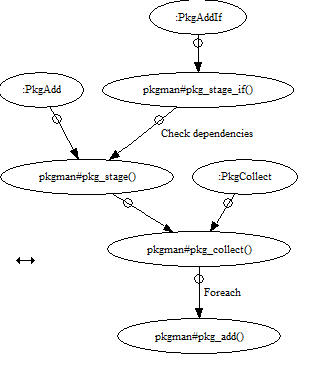 :PkgAddIf
:PkgAdd
pkgman#pkg_stage_if()
Check dependencies
pkgman#pkg_stage()
:PkgCollect
pkgman#pkg_collect()
Foreach
pkgman#pkg_add()